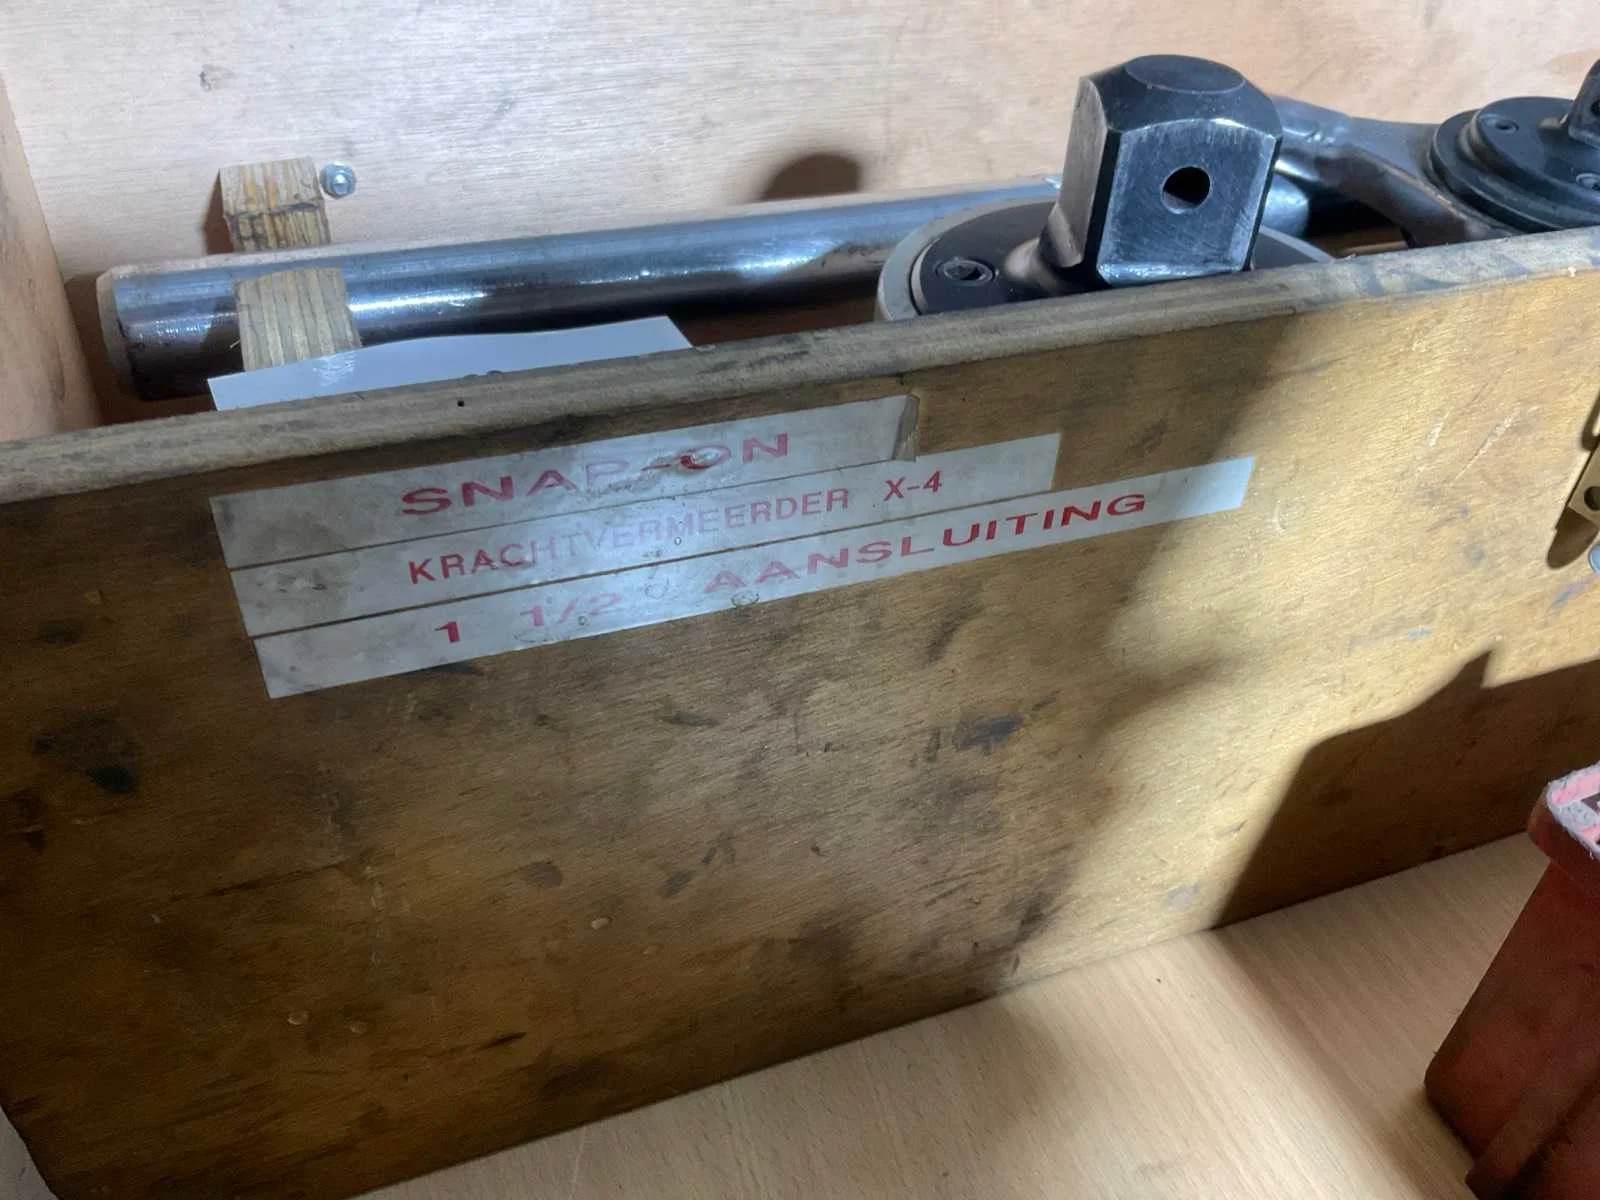 SNAP-ON
KRACHTVERMEERDER X-4
1 1/2 AANSLUITING